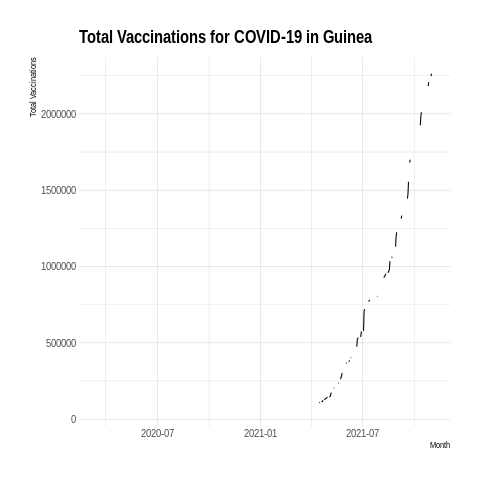 Total Vaccinations for COVID-19 in Guinea
Total Vaccinations
2000000
1500000
1000000
500000
0
2020-07 2021-01 2021-07
Month